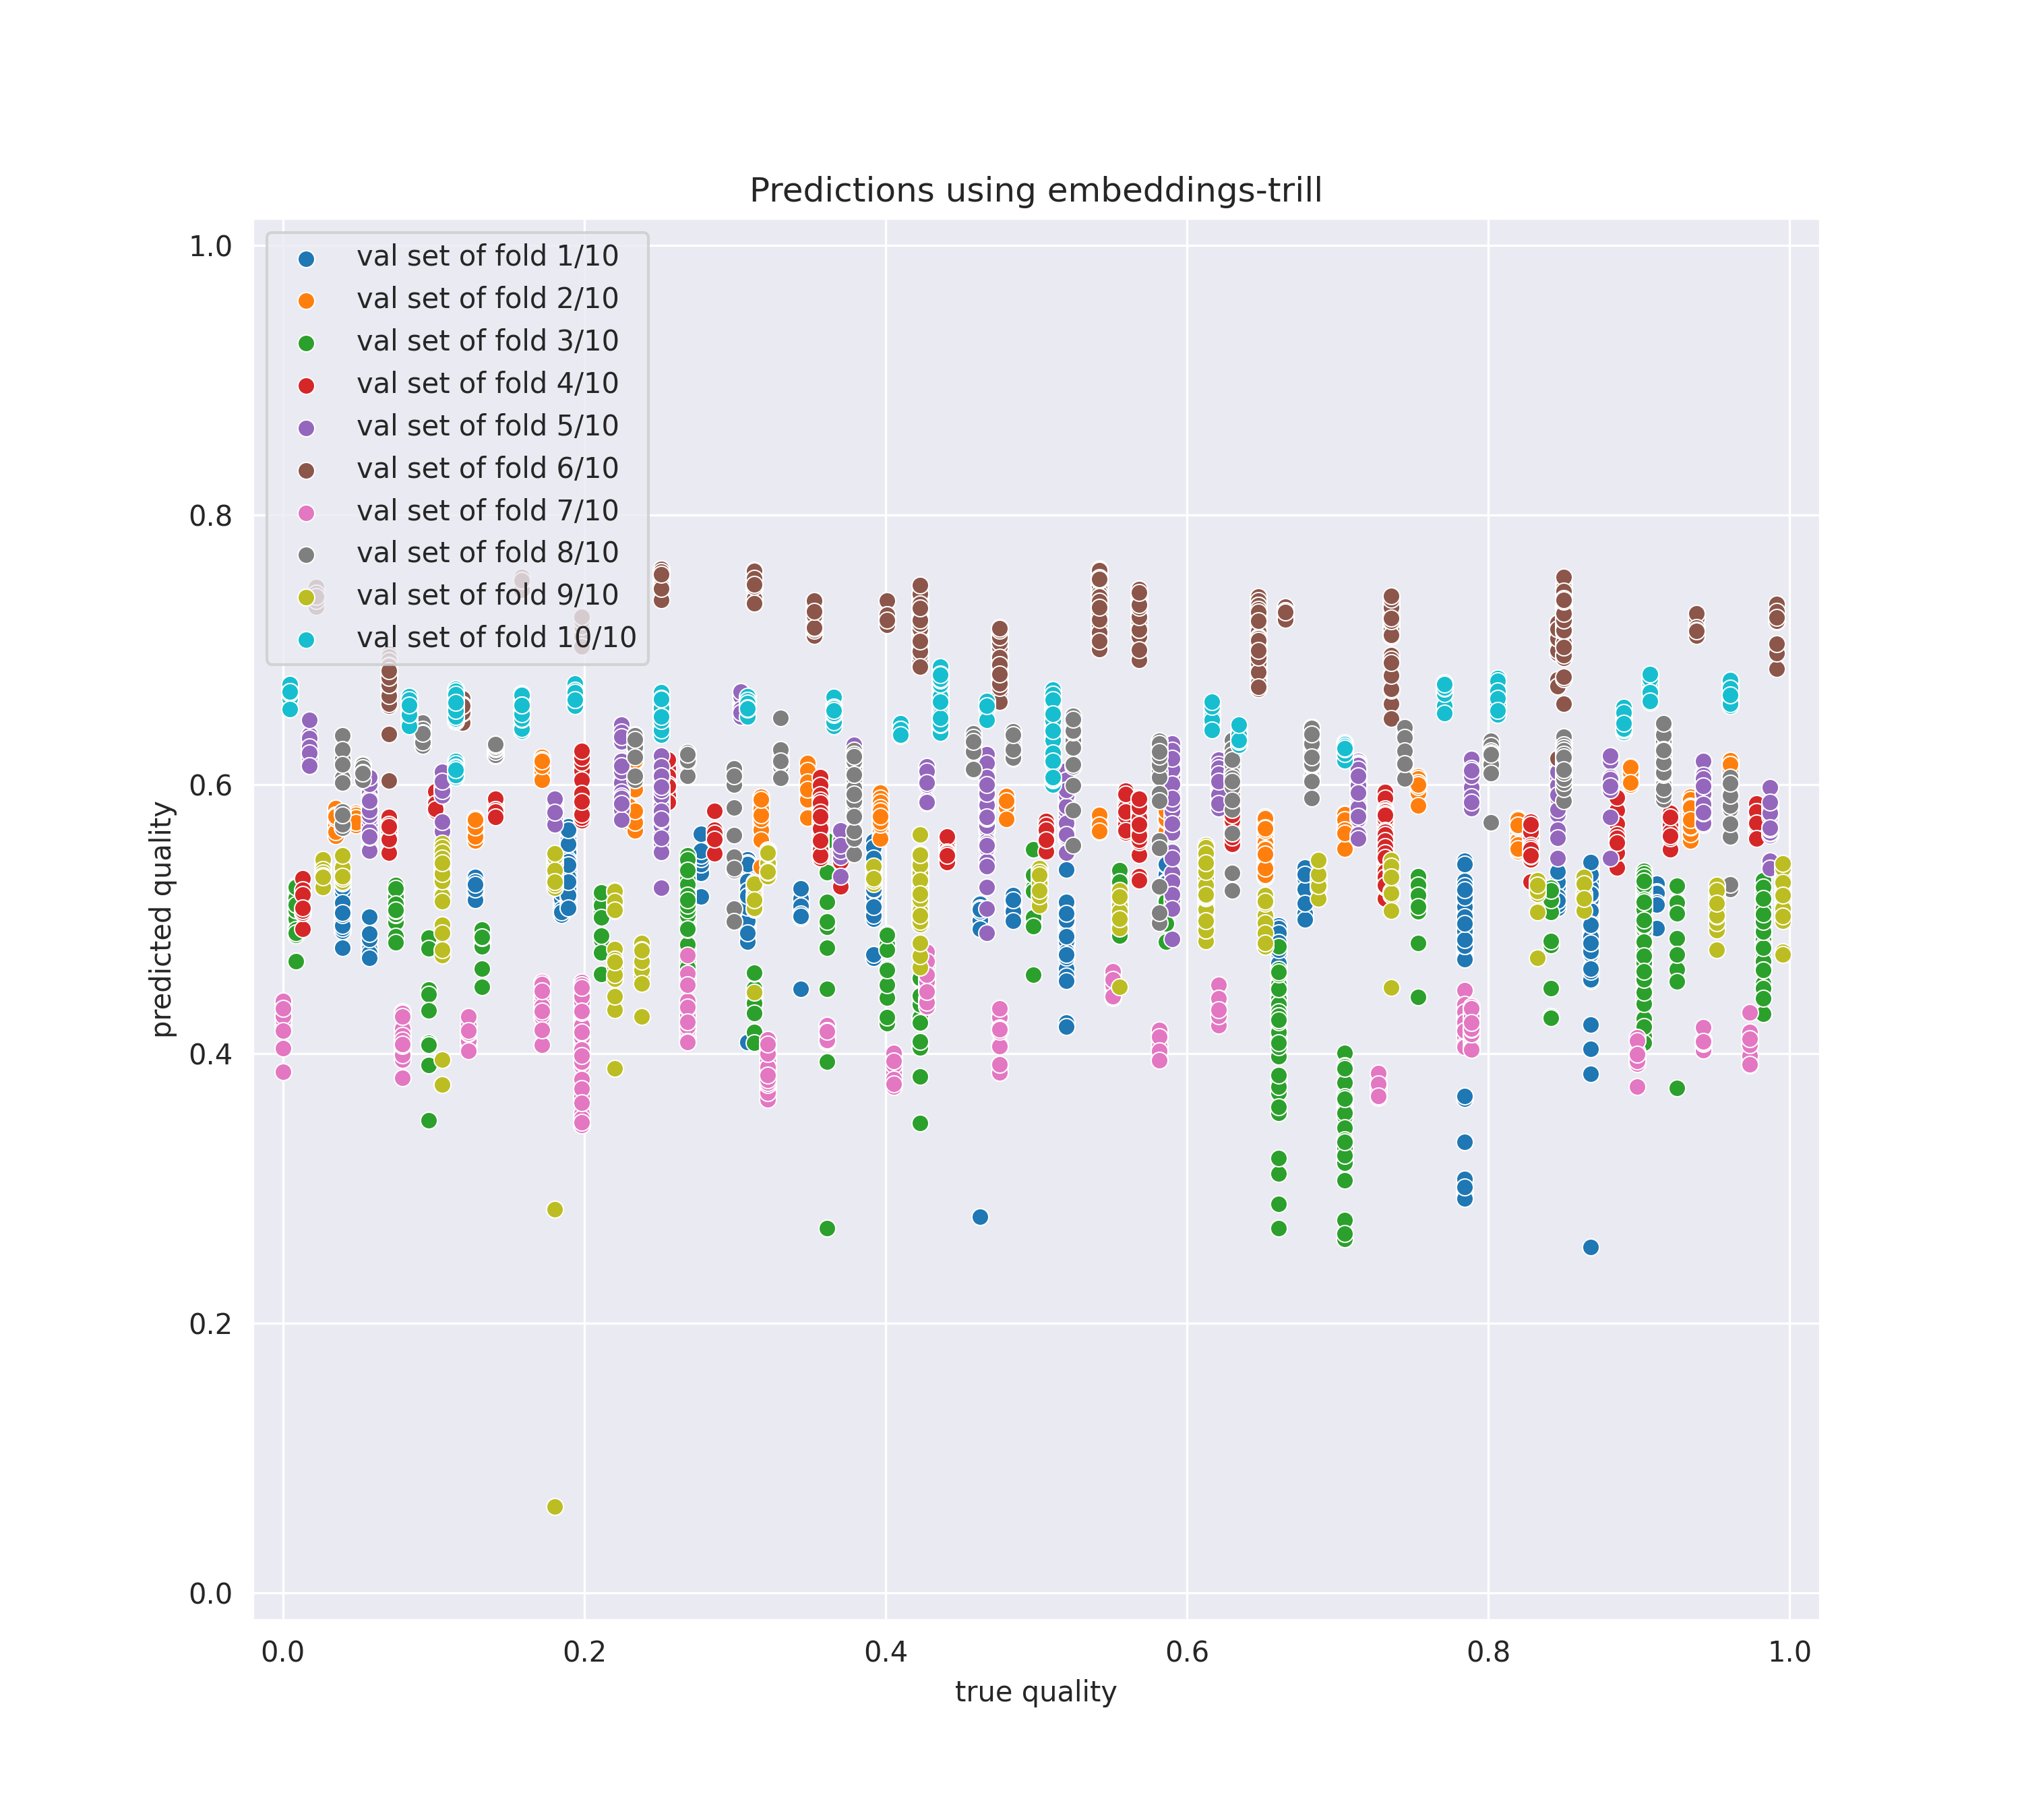 Predictions using embeddings-trill
1.0
0.8
0.6
0.4
0.2
0.0
predicted quality
val set of fold 1/10
val set of fold 2/10
val set of fold 3/10
val set of fold 4/10
val set of fold 5/10
val set of fold 6/10
val set of fold 7/10
val set of fold 8/10
val set of fold 9/10
val set of fold 10/10
0.0 0.2 0.4 0.6 0.8 1.0
true quality